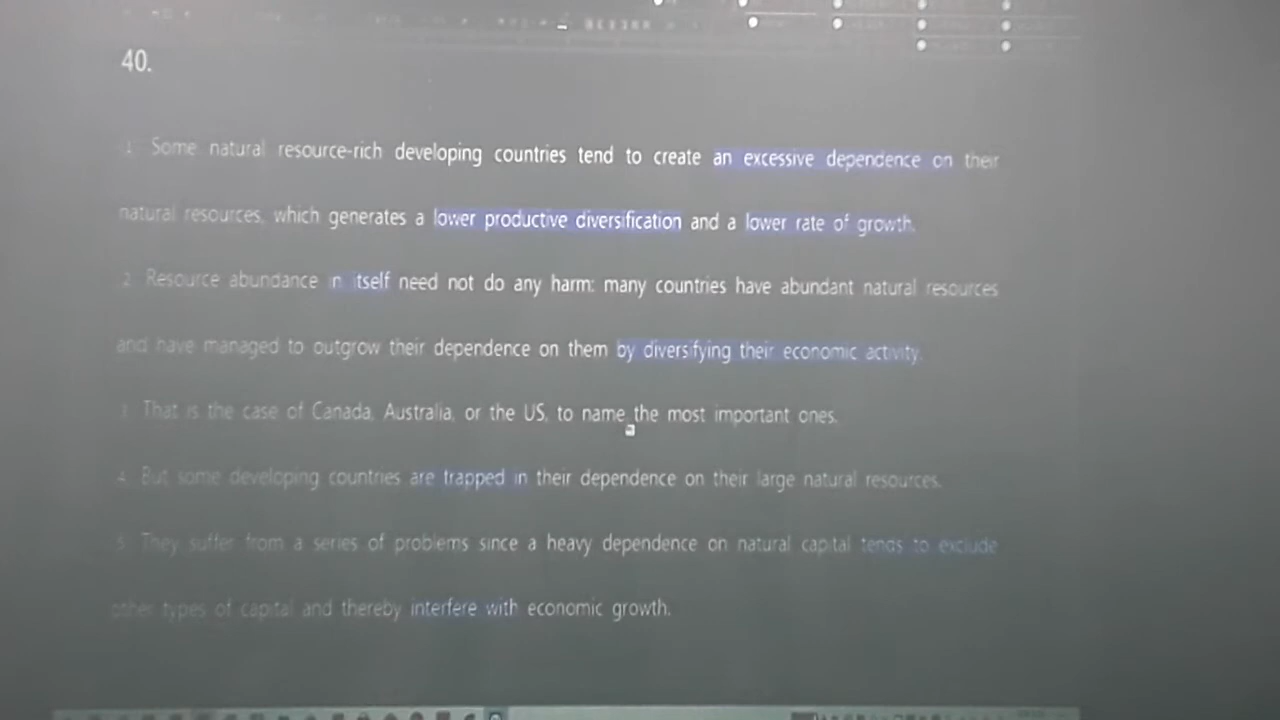 40.
1 Some natural resource-rich developing countries tend to create an excessive dependence on their
natural resources, which generates a lower productive diversification and a lower rate of growth.
2 Resource abundance in itself need not do any harm: many countries have abundant natural resources
and have managed to outgrow their dependence on them by diversifying their economic activity.
3 That is the case of Canada, Australia, or the US, to name the most important ones.
4 But some developing countries are trapped in their dependence on their large natural resources.
5 They suffer from a series of problems since a heavy dependence on natural capital tends to exclude
other types of capital and thereby interfere with economic growth.